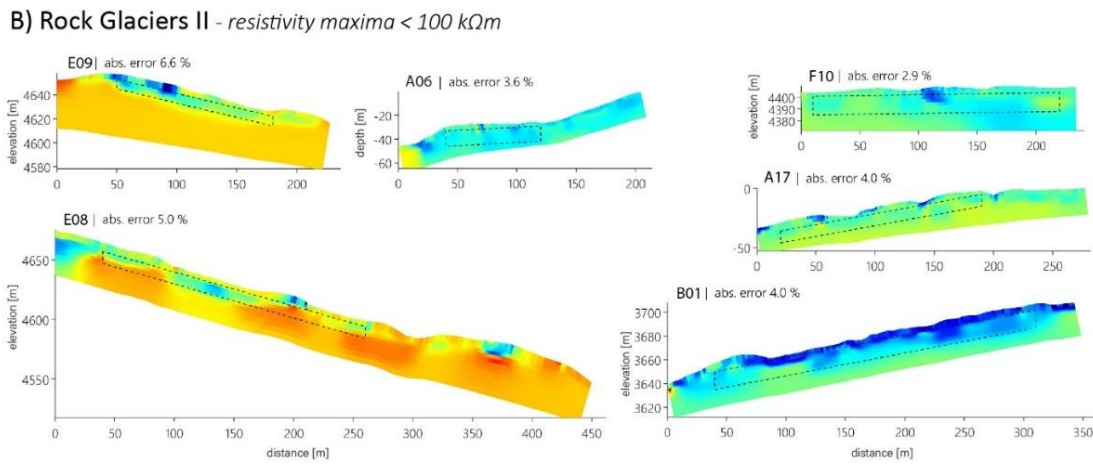 B) Rock Glaciers II - resistivity maxima < 100 kΩm
E09 | abs. error 6.6 %
elevation [m]
4640
4620
4600
4580
0 50 100 150 200
A06 | abs. error 3.6 %
depth [m]
-20
-40
-60
0 50 100 150 200
F10 | abs. error 2.9 %
elevation [m]
4400
4390
4380
0 50 100 150 200
A17 | abs. error 4.0 %
0
-50
0 50 100 150 200 250
E08 | abs. error 5.0 %
elevation [m]
4650
4600
4550
0 50 100 150 200 250 300 350 400 450
distance [m]
B01 | abs. error 4.0 %
elevation [m]
3700
3680
3660
3640
3620
0 50 100 150 200 250 300 350
distance [m]